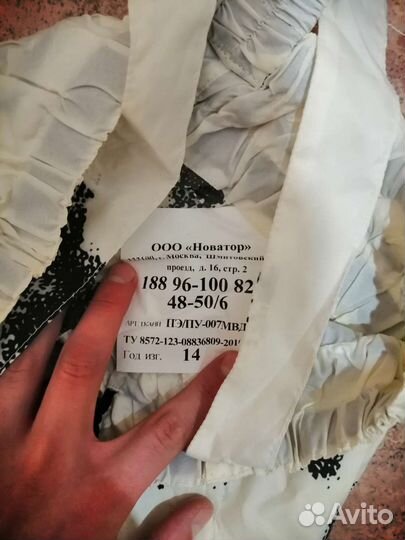 ООО «Новатор»
г. Москва, Шмитовский
проезд, д. 16, стр. 2
188 96-100 82
48-50/6
АРТ. ТКАНИ ПЭ/ПУ-007МВД
ТУ 8572-123-08836809-201
Год изг. 14
Avito